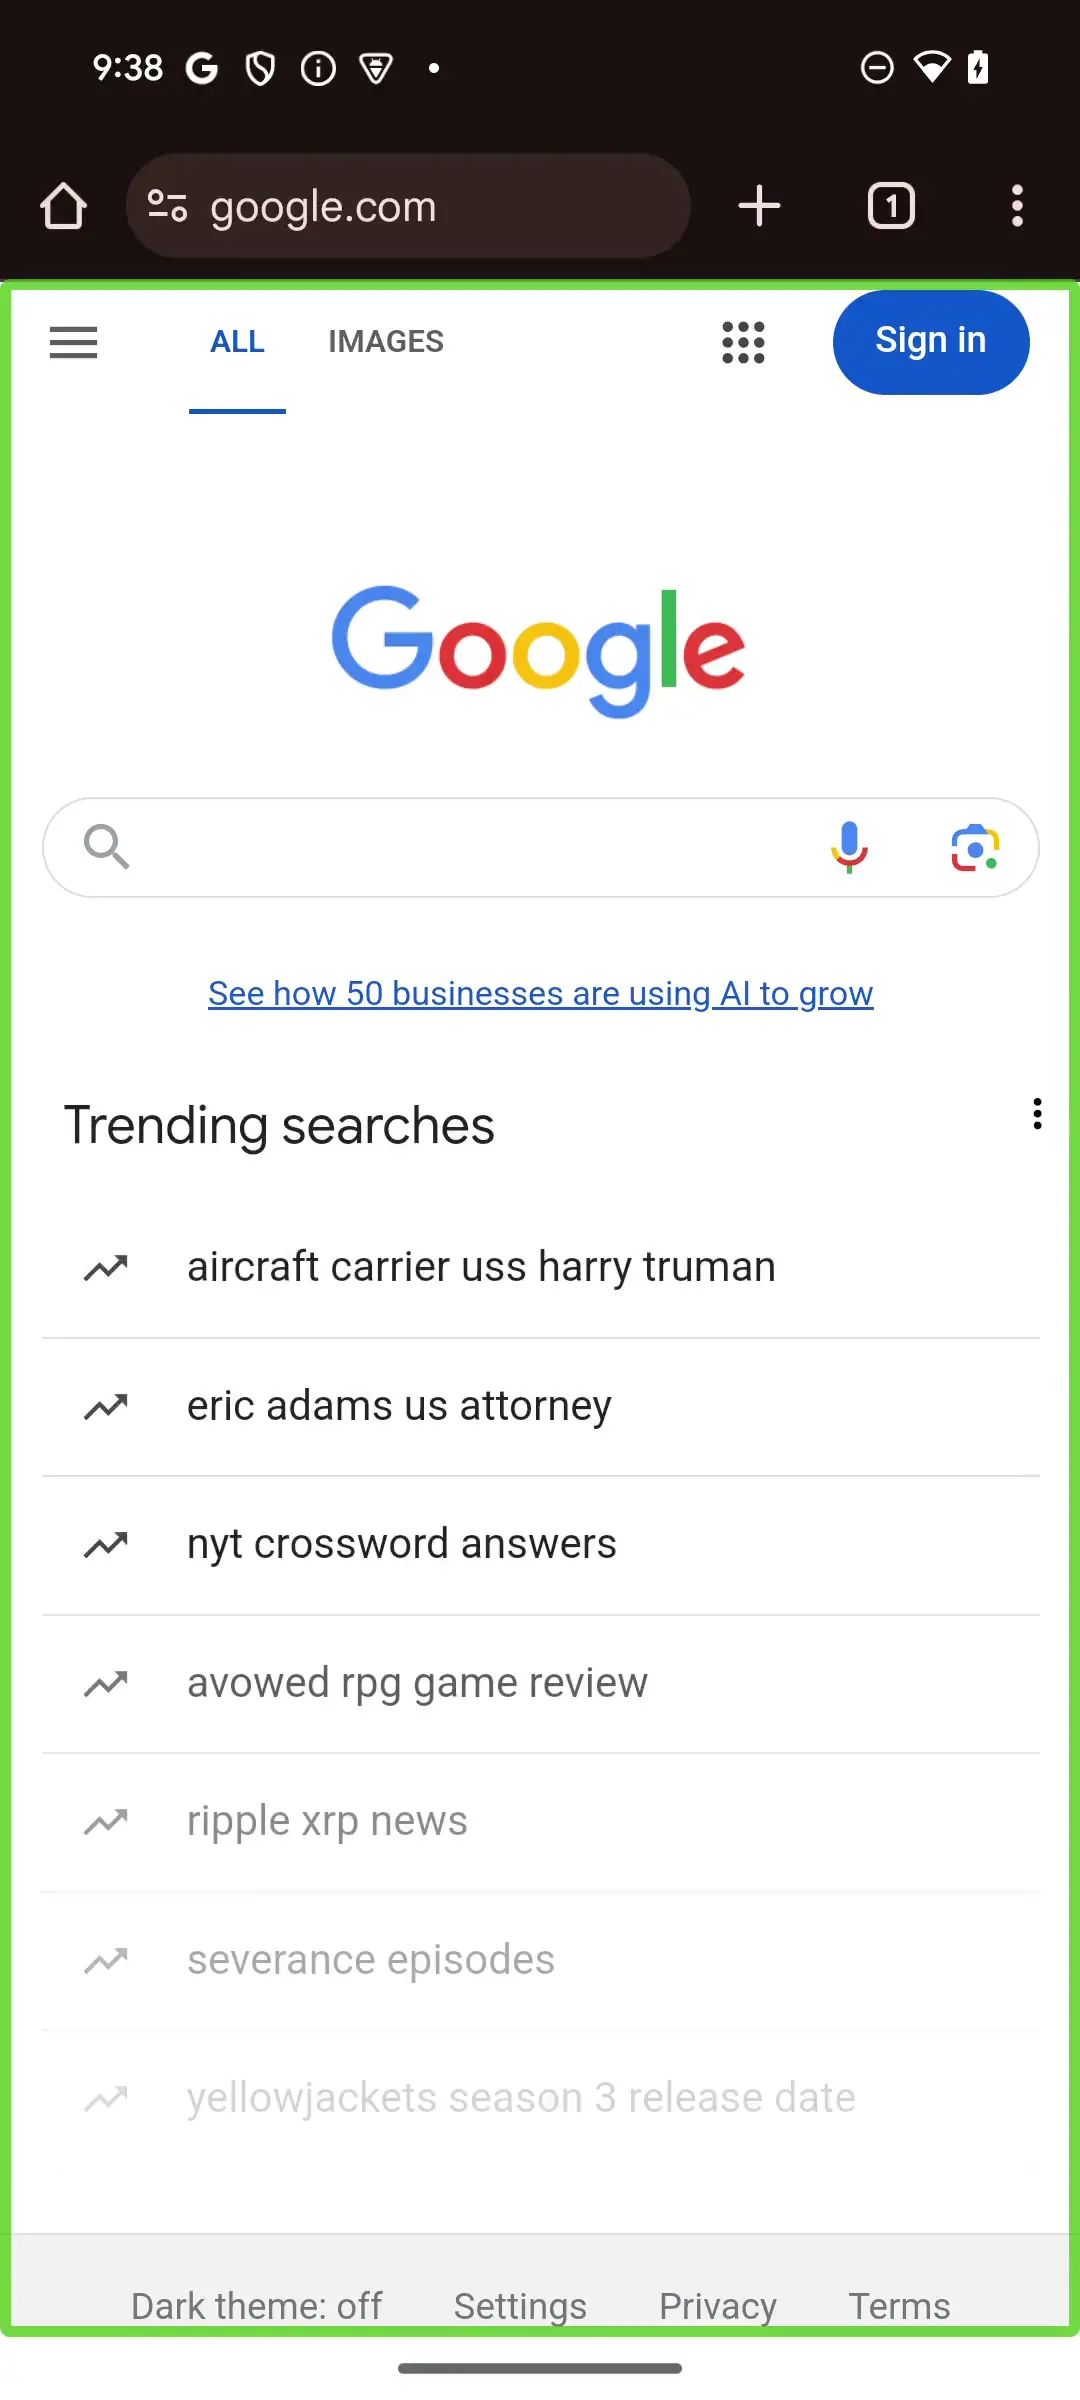 9:38
google.com
1
ALL IMAGES Sign in
Google
See how 50 businesses are using AI to grow
Trending searches
aircraft carrier uss harry truman
eric adams us attorney
nyt crossword answers
avowed rpg game review
ripple xrp news
severance episodes
yellowjackets season 3 release date
Dark theme: off Settings Privacy Terms